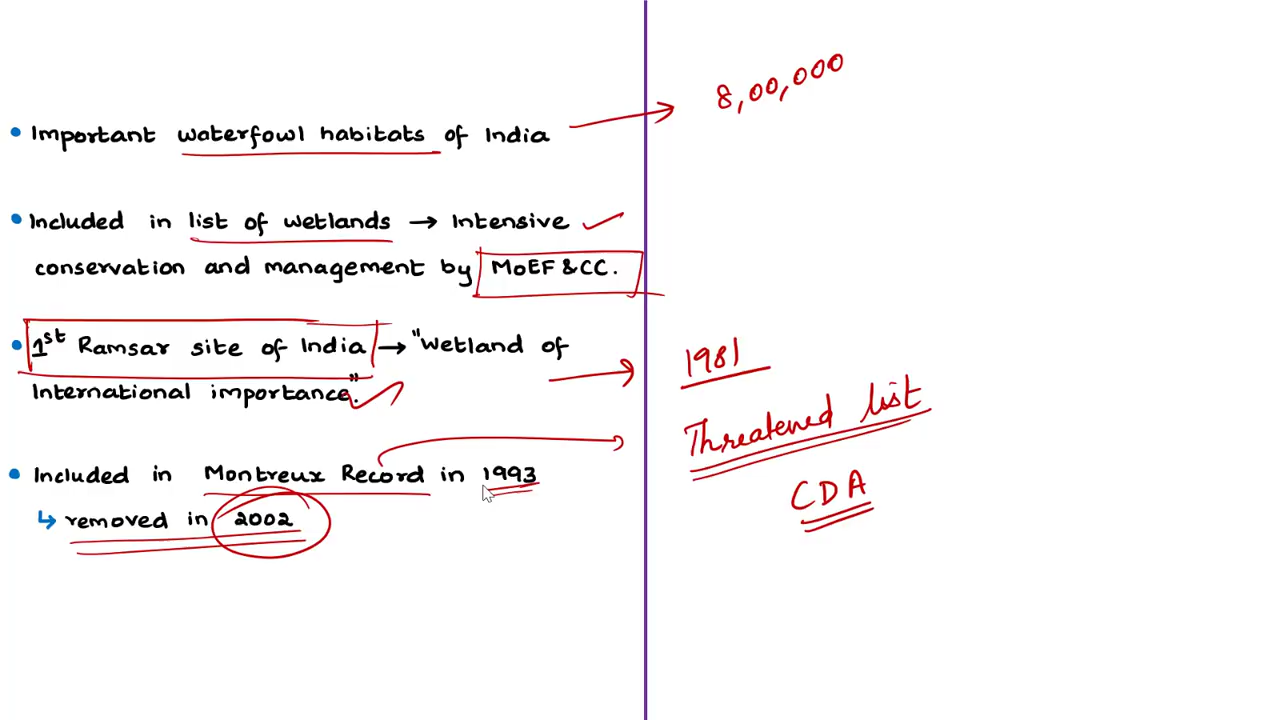 • Important waterfowl habitats of India
8,00,000
• Included in list of wetlands → Intensive
conservation and management by MoEF&CC.
• 1st Ramsar site of India → "Wetland of
International importance".
1981
Threatened list
• Included in Montreux Record in 1993
CDA
↳ removed in 2002